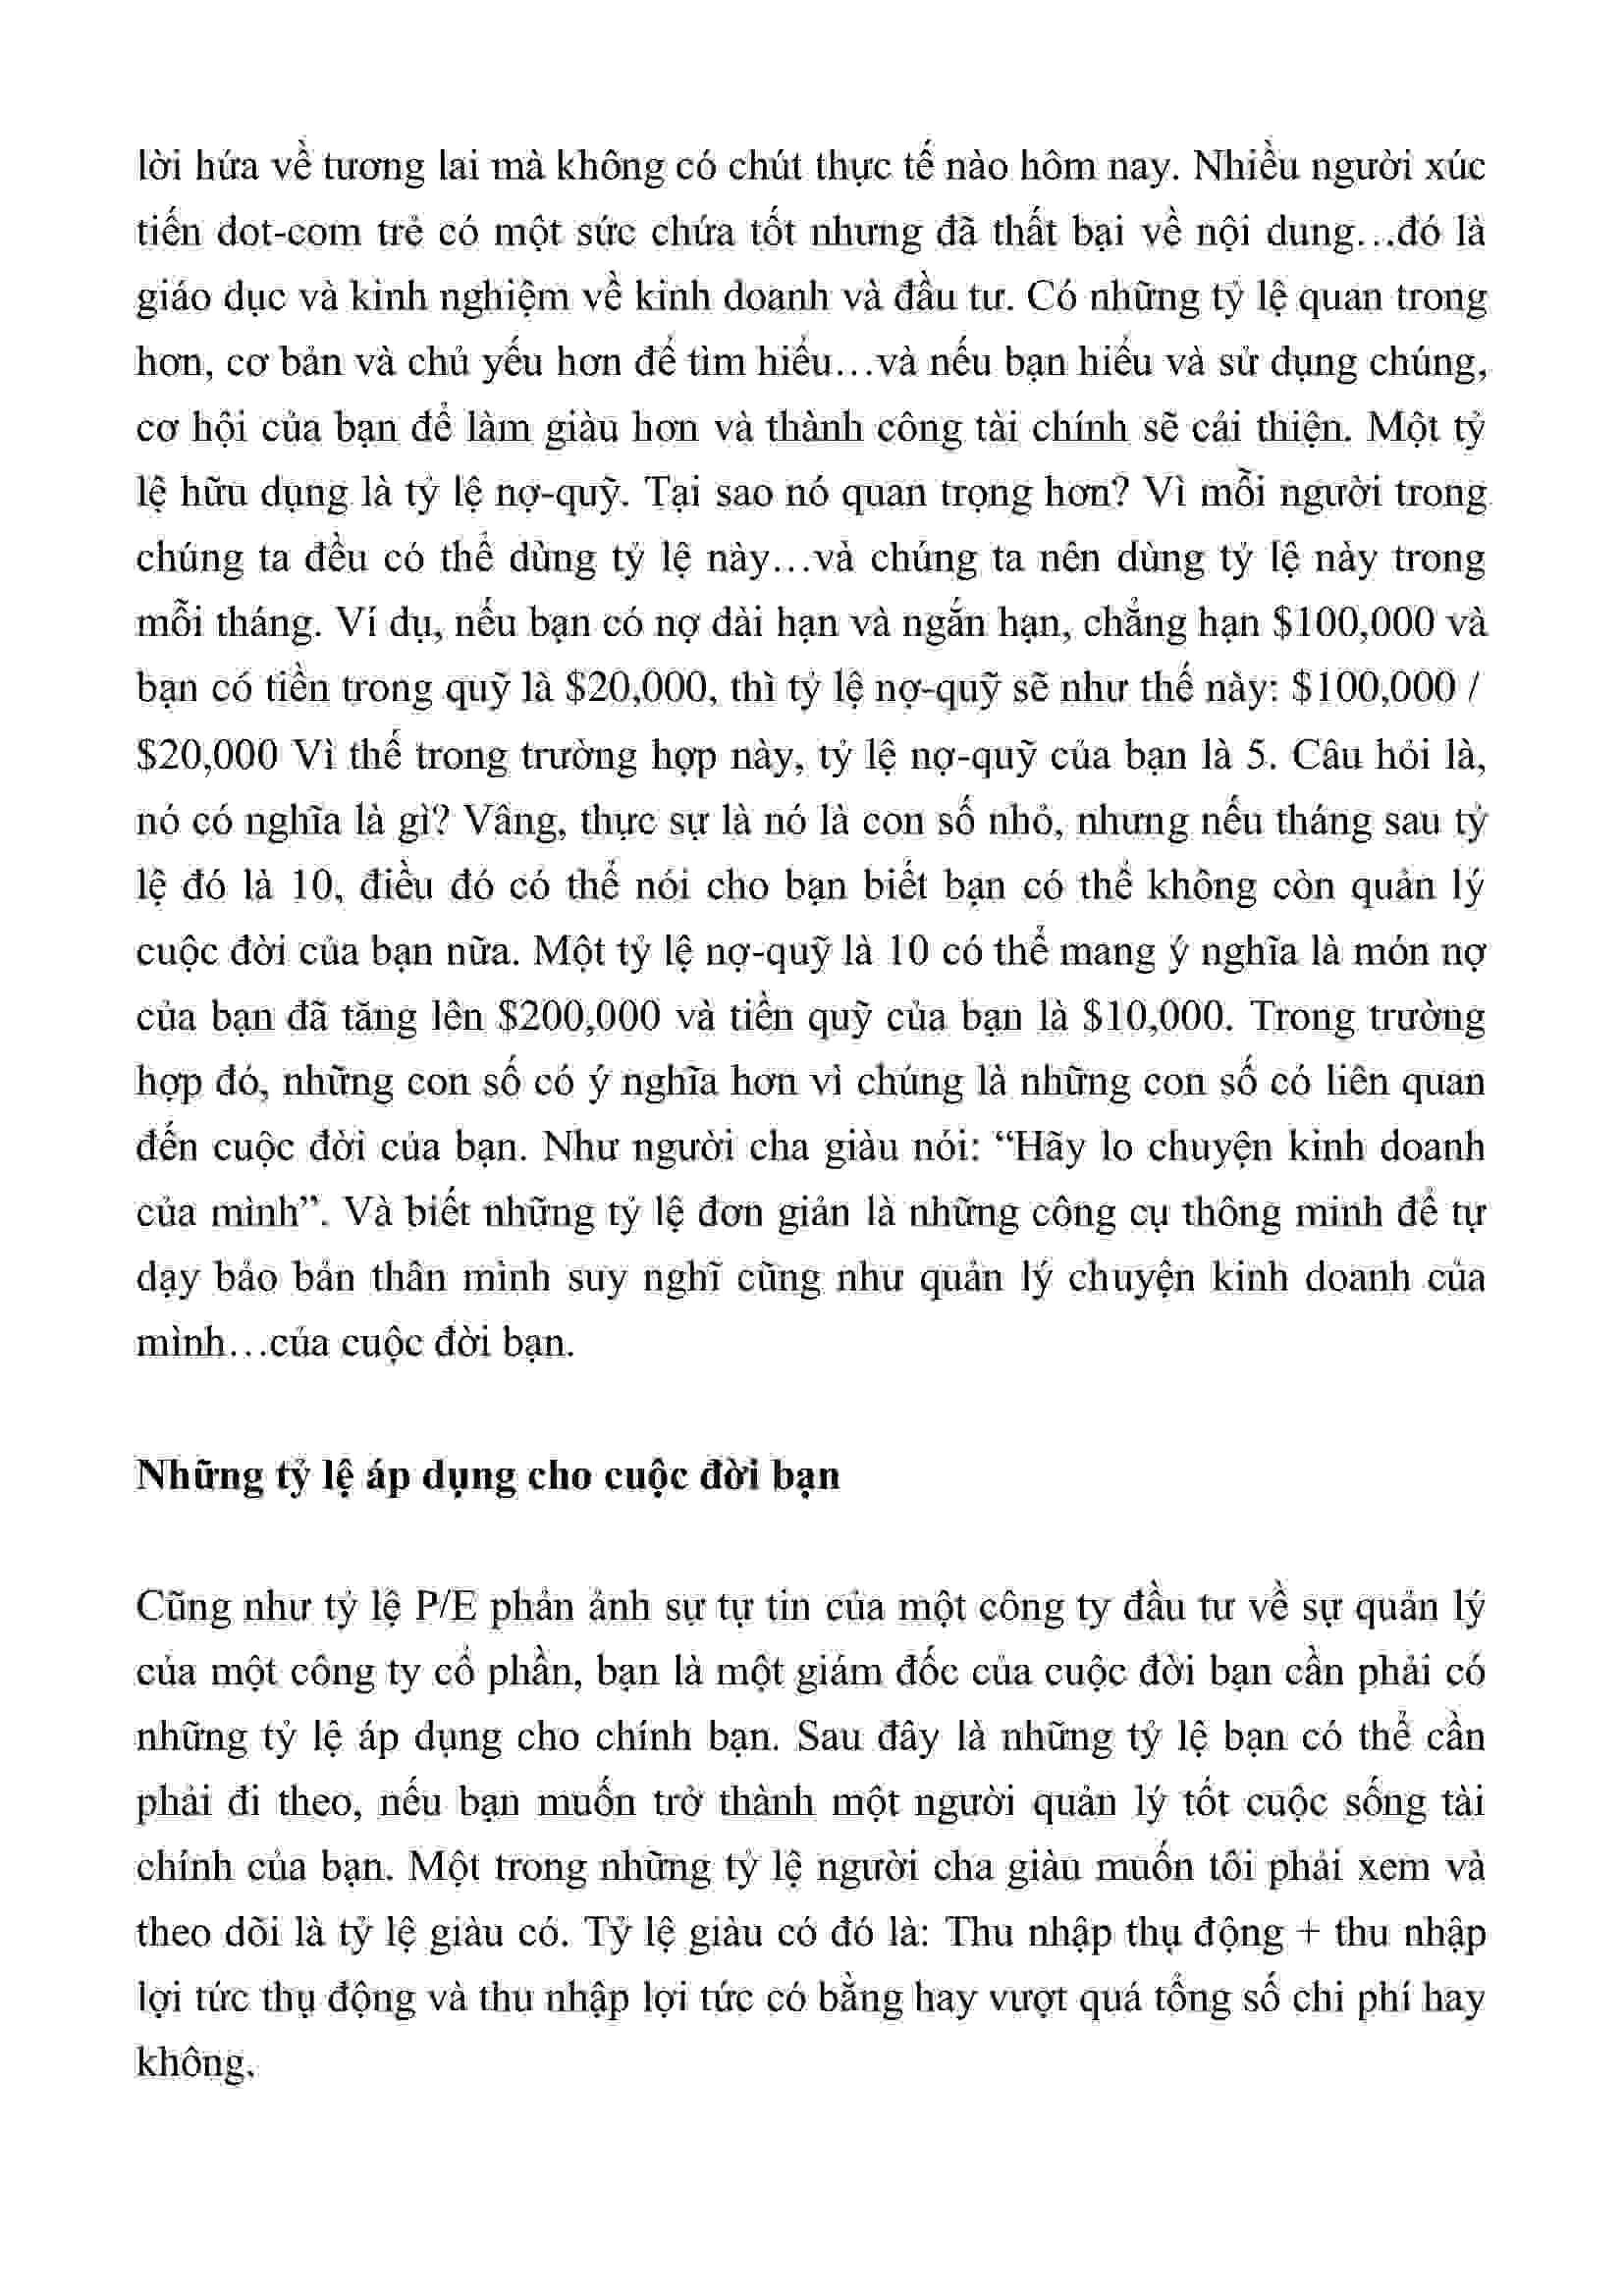 lời hứa về tương lai mà không có chút thực tế nào hôm nay. Nhiều người xúc
tiến dot-com trẻ có một sức chứa tốt nhưng đã thất bại về nội dung…đó là
giáo dục và kinh nghiệm về kinh doanh và đầu tư. Có những tỷ lệ quan trong
hơn, cơ bản và chủ yếu hơn để tìm hiểu…và nếu bạn hiểu và sử dụng chúng,
cơ hội của bạn để làm giàu hơn và thành công tài chính sẽ cải thiện. Một tỷ
lệ hữu dụng là tỷ lệ nợ-quỹ. Tại sao nó quan trọng hơn? Vì mỗi người trong
chúng ta đều có thể dùng tỷ lệ này…và chúng ta nên dùng tỷ lệ này trong
mỗi tháng. Ví dụ, nếu bạn có nợ dài hạn và ngắn hạn, chẳng hạn $100,000 và
bạn có tiền trong quỹ là $20,000, thì tỷ lệ nợ-quỹ sẽ như thế này: $100,000 /
$20,000 Vì thế trong trường hợp này, tỷ lệ nợ-quỹ của bạn là 5. Câu hỏi là,
nó có nghĩa là gì? Vâng, thực sự là nó là con số nhỏ, nhưng nếu tháng sau tỷ
lệ đó là 10, điều đó có thể nói cho bạn biết bạn có thể không còn quản lý
cuộc đời của bạn nữa. Một tỷ lệ nợ-quỹ là 10 có thể mang ý nghĩa là món nợ
của bạn đã tăng lên $200,000 và tiền quỹ của bạn là $10,000. Trong trường
hợp đó, những con số có ý nghĩa hơn vì chúng là những con số có liên quan
đến cuộc đời của bạn. Như người cha giàu nói: “Hãy lo chuyện kinh doanh
của mình”. Và biết những tỷ lệ đơn giản là những công cụ thông minh để tự
dạy bảo bản thân mình suy nghĩ cũng như quản lý chuyện kinh doanh của
mình…của cuộc đời bạn.
Những tỷ lệ áp dụng cho cuộc đời bạn
Cũng như tỷ lệ P/E phản ảnh sự tự tin của một công ty đầu tư về sự quản lý
của một công ty cổ phần, bạn là một giám đốc của cuộc đời bạn cần phải có
những tỷ lệ áp dụng cho chính bạn. Sau đây là những tỷ lệ bạn có thể cần
phải đi theo, nếu bạn muốn trở thành một người quản lý tốt cuộc sống tài
chính của bạn. Một trong những tỷ lệ người cha giàu muốn tôi phải xem và
theo dõi là tỷ lệ giàu có. Tỷ lệ giàu có đó là: Thu nhập thụ động + thu nhập
lợi tức thụ động và thu nhập lợi tức có bằng hay vượt quá tổng số chi phí hay
không.